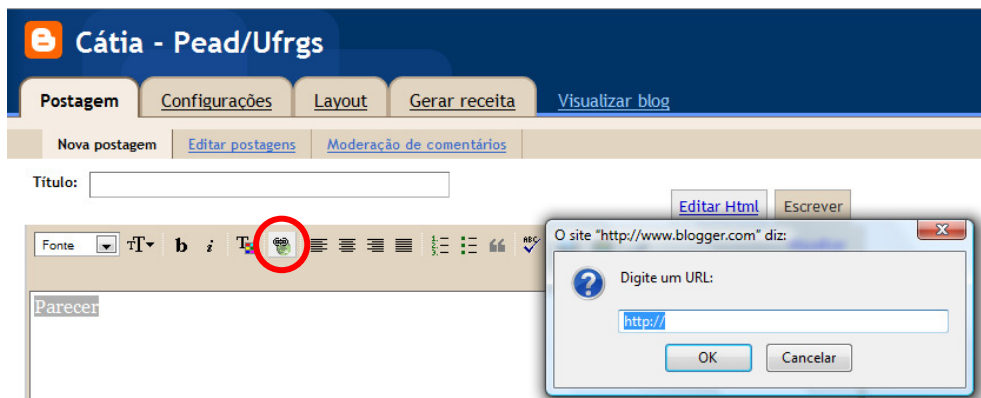 Cátia - Pead/Ufrgs
Postagem Configurações Layout Gerar receita Visualizar blog
Nova postagem Editar postagens Moderação de comentários
Título:
Editar Html Escrever
Fonte T b i T ABC
Parecer
O site "http://www.blogger.com" diz:
Digite um URL:
http://
OK Cancelar